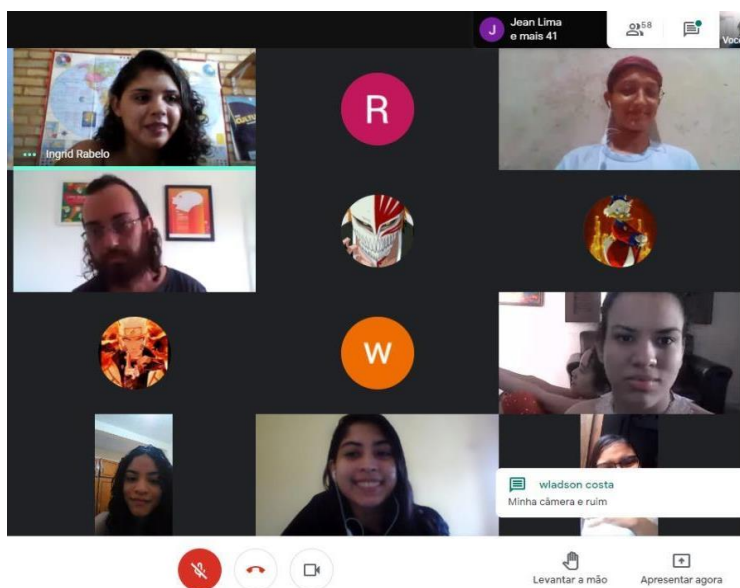 J
Jean Lima
e mais 41
58
Você
Ingrid Rabelo
R
W
wladson costa
Minha câmera e ruim
Levantar a mão
Apresentar agora